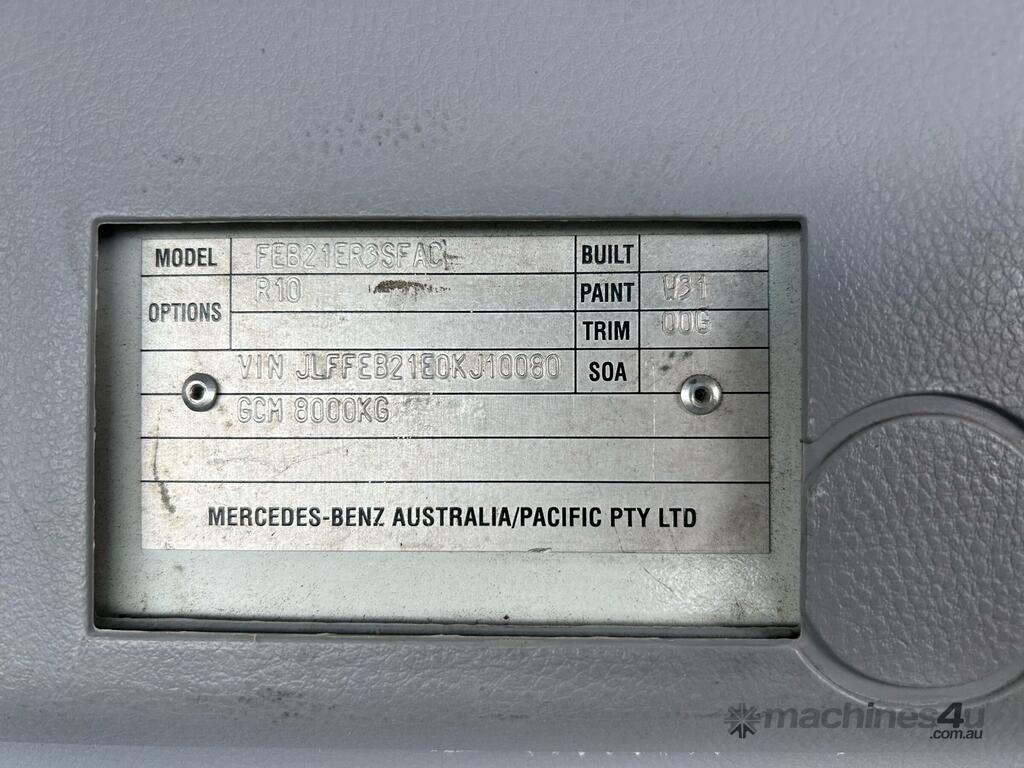 MODEL FEB21ER3SFAC BUILT
OPTIONS R10 PAINT W31
TRIM 00G
VIN JLFFEB21E0KJ10080 SOA
GCM 8000KG
MERCEDES-BENZ AUSTRALIA/PACIFIC PTY LTD
machines4u
.com.au